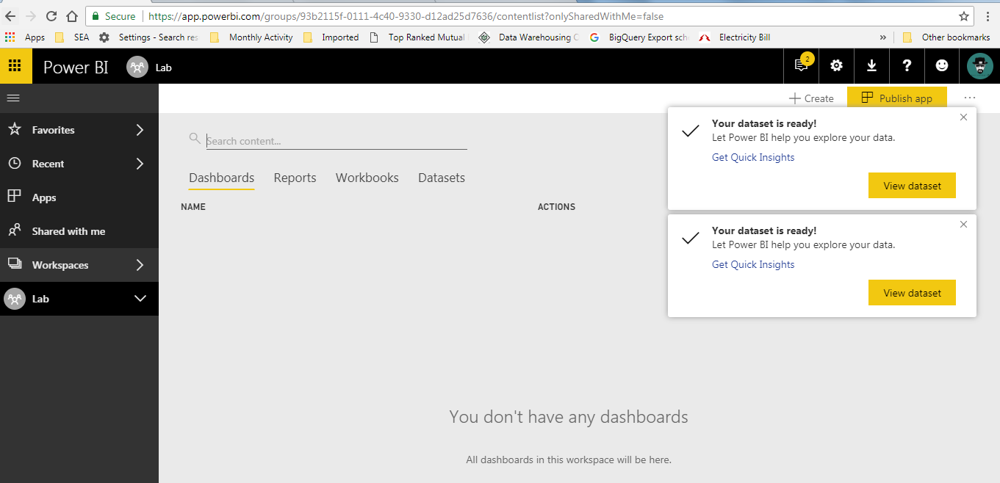 Secure https://app.powerbi.com/groups/93b2115f-0111-4c40-9330-d12ad25d7636/contentlist?onlySharedWithMe=false
Apps SEA Settings - Search res Monthly Activity Imported Top Ranked Mutual Data Warehousing BigQuery Export sch Electricity Bill » Other bookmarks
Power BI Lab 2
+ Create Publish app ...
Favorites
Recent
Apps
Shared with me
Workspaces
Lab
Search content...
Dashboards Reports Workbooks Datasets
NAME ACTIONS
Your dataset is ready!
Let Power BI help you explore your data.
Get Quick Insights
View dataset
Your dataset is ready!
Let Power BI help you explore your data.
Get Quick Insights
View dataset
You don't have any dashboards
All dashboards in this workspace will be here.